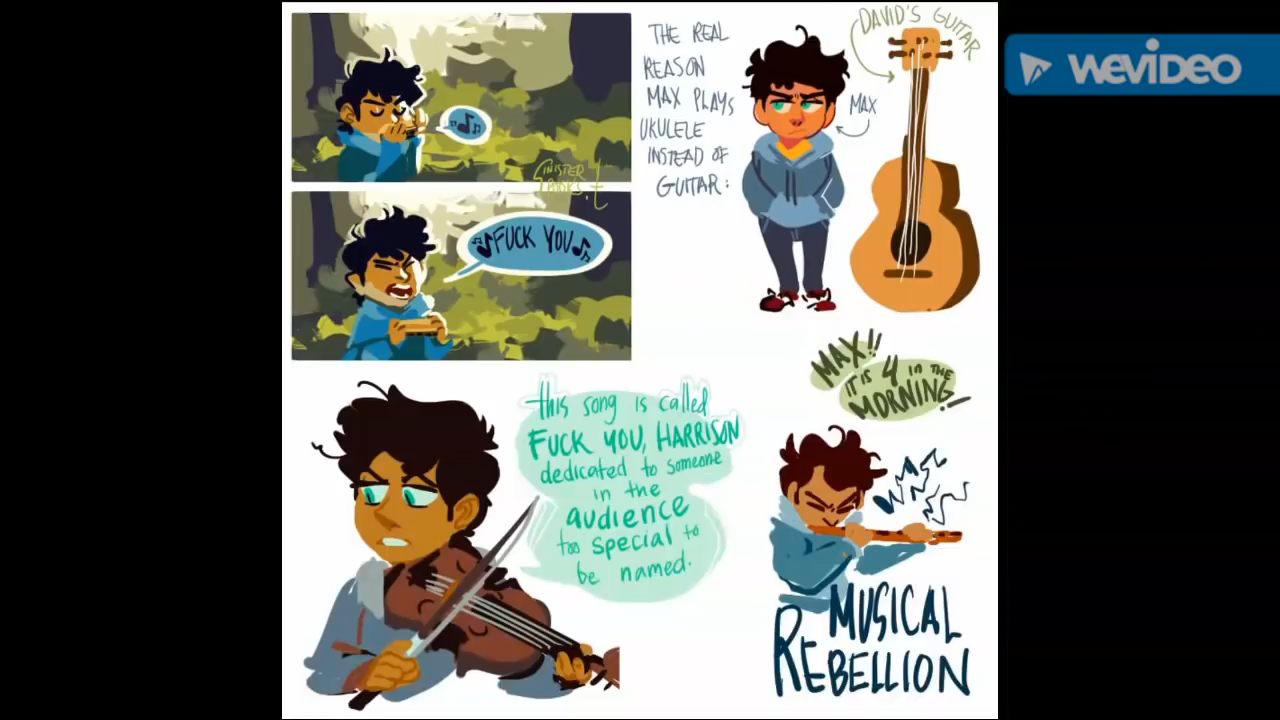 SINISTER
FUCK YOU
THE REAL
REASON
MAX PLAYS
UKULELE
INSTEAD OF
GUITAR:
DAVID'S GUITAR
MAX
WEVIDEO
this song is called
FUCK YOU, HARRISON
dedicated to someone
in the
audience
too special to
be named.
MAX!!
IT IS 4 IN THE
MORNING!
MUSICAL
REBELLION